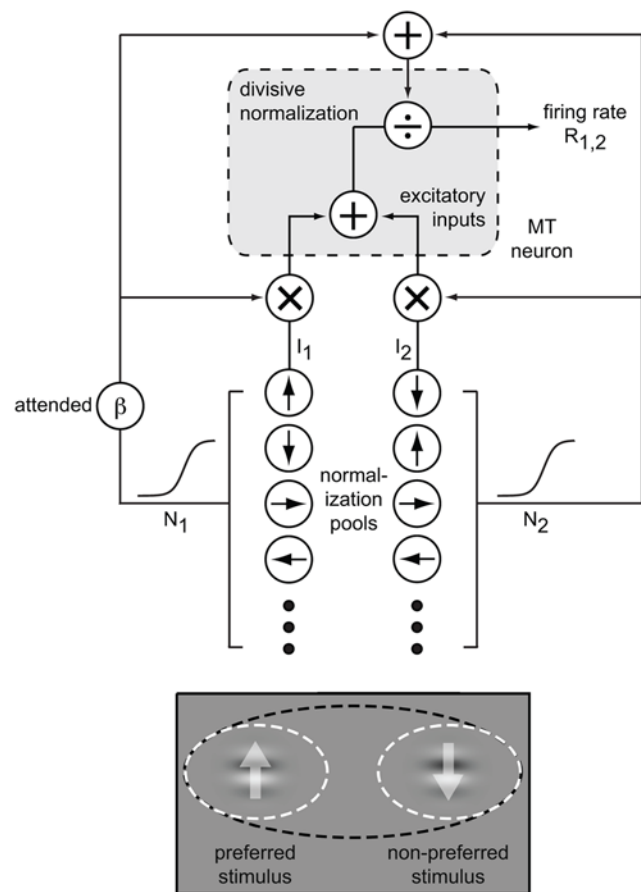 divisive
normalization
firing rate
R1,2
excitatory
inputs
MT
neuron
I1
I2
attended
β
normal-
ization
pools
N1
N2
preferred
stimulus
non-preferred
stimulus